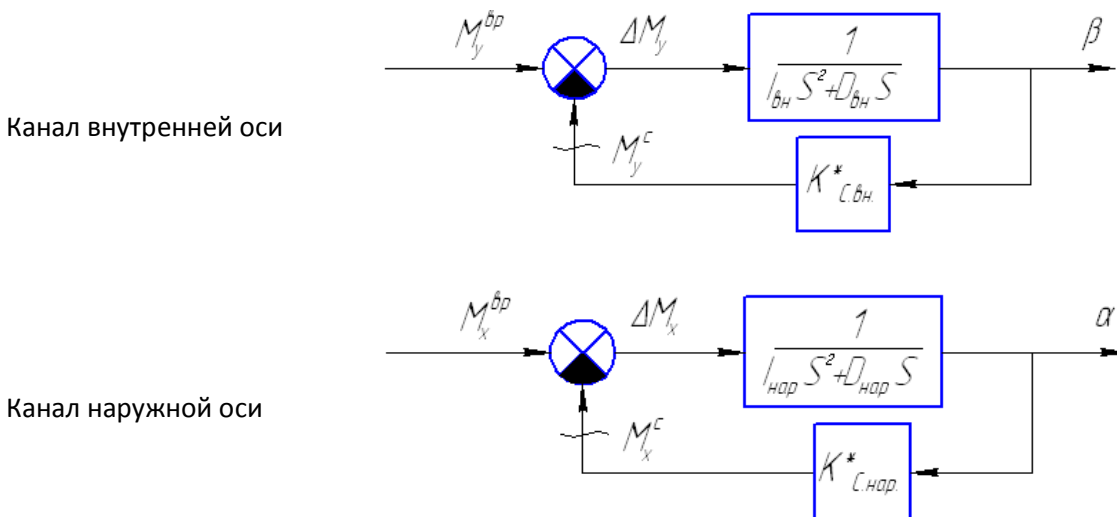 M_y^вр ΔM_y 1 β
I_вн S²+D_вн S
Канал внутренней оси
M_y^c
K*_С.вн.
M_x^вр ΔM_x 1 α
I_нар S²+D_нар S
Канал наружной оси
M_x^c
K*_С.нар.